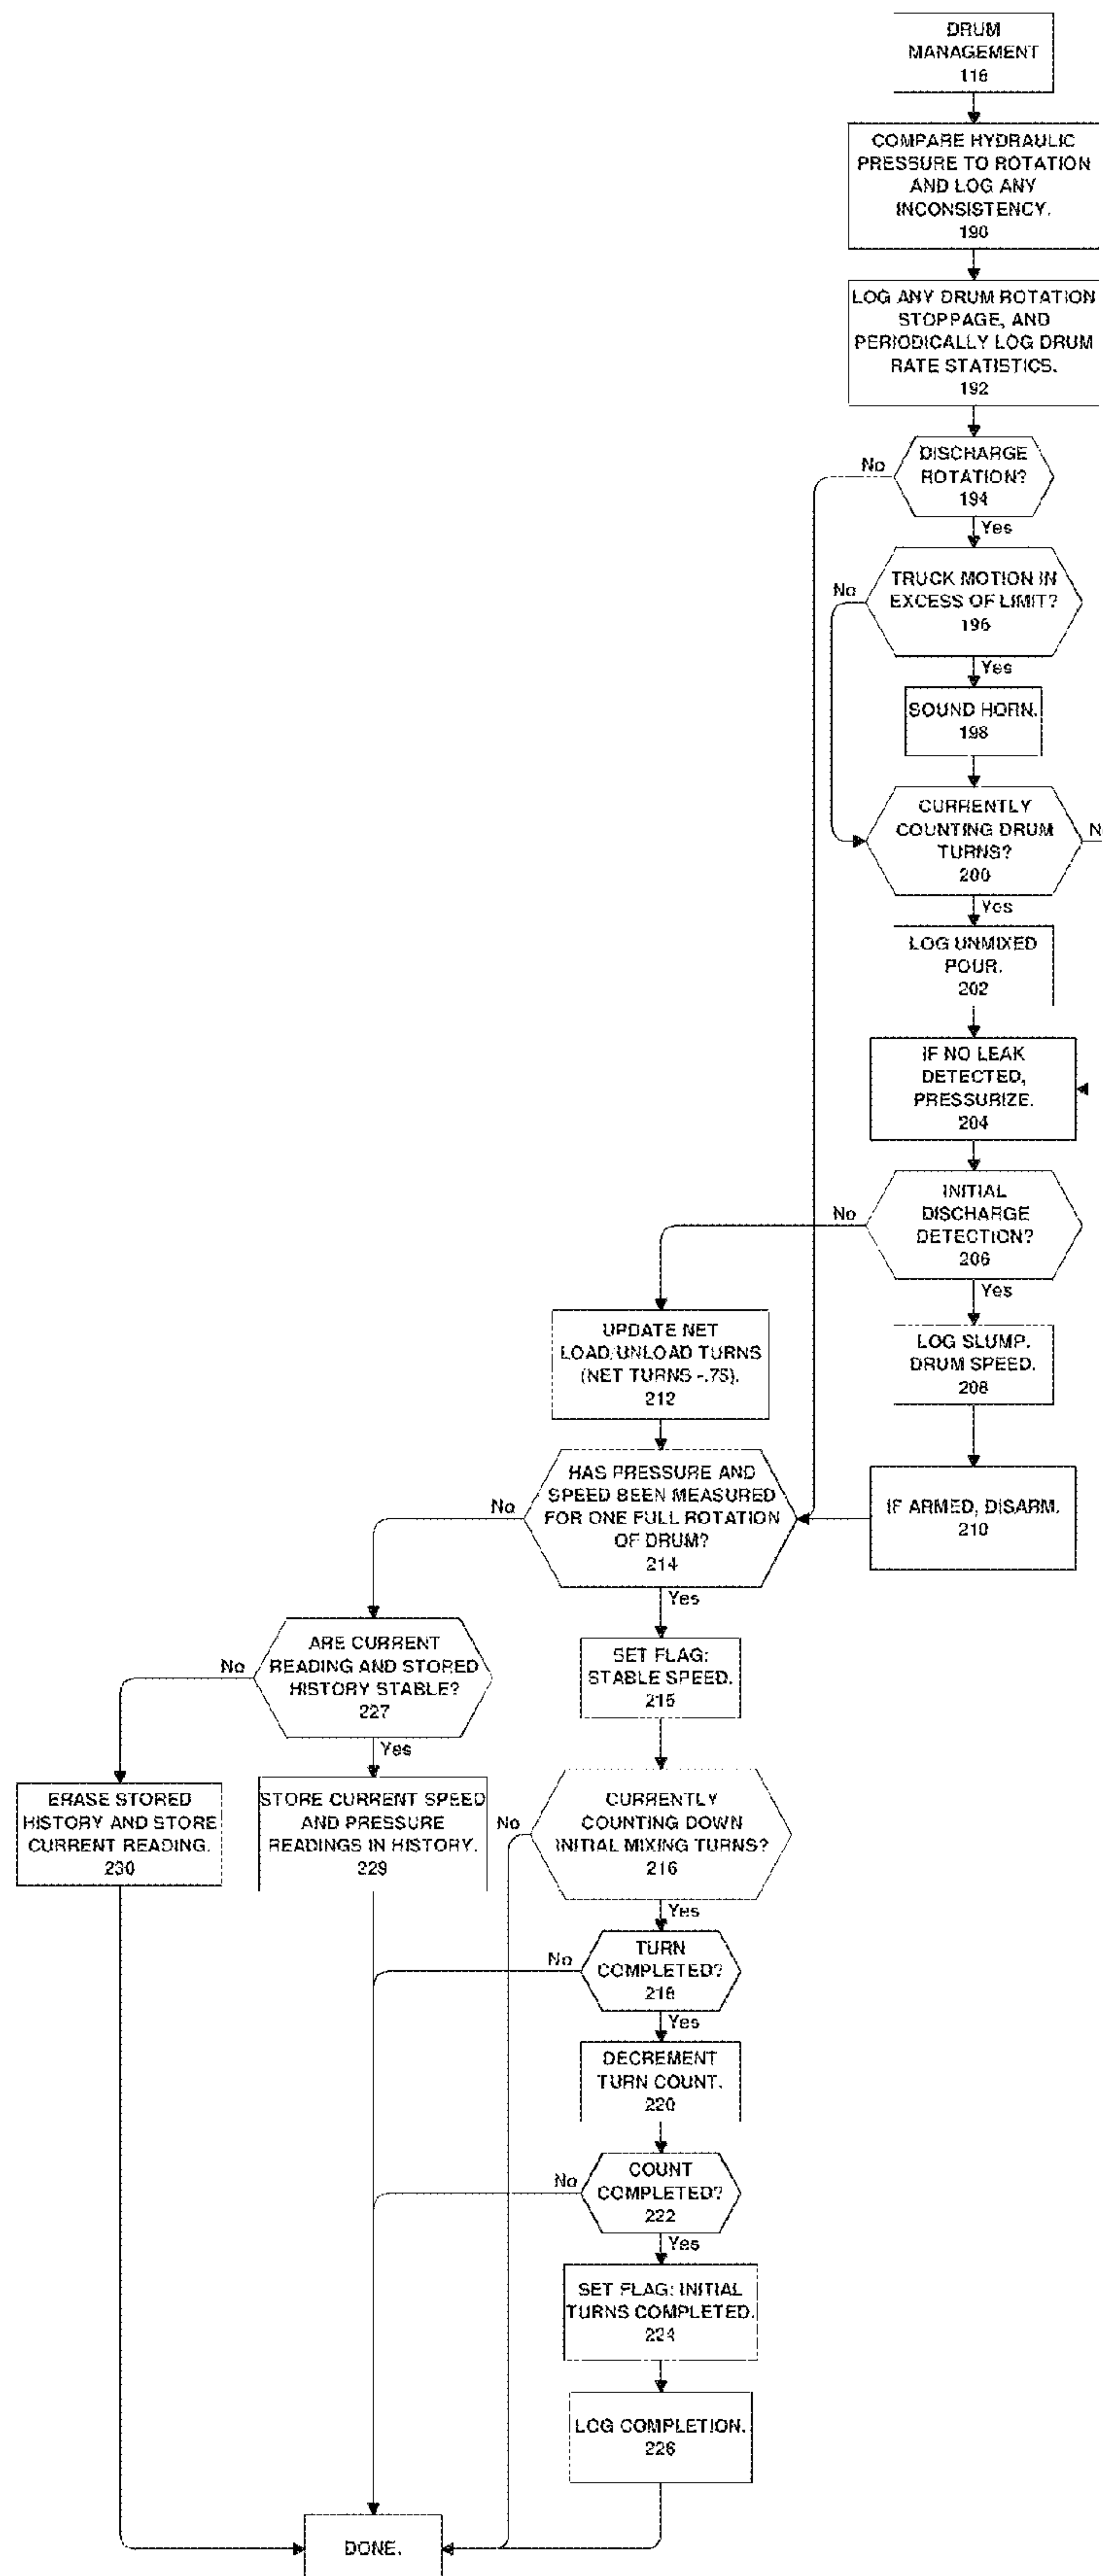 DRUM
MANAGEMENT
116
COMPARE HYDRAULIC
PRESSURE TO ROTATION
AND LOG ANY
INCONSISTENCY.
190
LOG ANY DRUM ROTATION
STOPPAGE, AND
PERIODICALLY LOG DRUM
RATE STATISTICS.
192
DISCHARGE
ROTATION?
194
No
Yes
TRUCK MOTION IN
EXCESS OF LIMIT?
196
No
Yes
SOUND HORN.
198
CURRENTLY
COUNTING DRUM
TURNS?
200
N
Yes
LOG UNMIXED
POUR.
202
IF NO LEAK
DETECTED,
PRESSURIZE.
204
INITIAL
DISCHARGE
DETECTION?
206
No
Yes
UPDATE NET
LOAD/UNLOAD TURNS
(NET TURNS -.75).
212
LOG SLUMP.
DRUM SPEED.
208
HAS PRESSURE AND
SPEED BEEN MEASURED
FOR ONE FULL ROTATION
OF DRUM?
214
No
Yes
IF ARMED, DISARM.
210
ARE CURRENT
READING AND STORED
HISTORY STABLE?
227
No
Yes
SET FLAG:
STABLE SPEED.
215
ERASE STORED
HISTORY AND STORE
CURRENT READING.
230
STORE CURRENT SPEED
AND PRESSURE
READINGS IN HISTORY.
229
CURRENTLY
COUNTING DOWN
INITIAL MIXING TURNS?
216
No
Yes
TURN
COMPLETED?
218
No
Yes
DECREMENT
TURN COUNT.
220
COUNT
COMPLETED?
222
No
Yes
SET FLAG: INITIAL
TURNS COMPLETED.
224
LOG COMPLETION.
226
DONE.